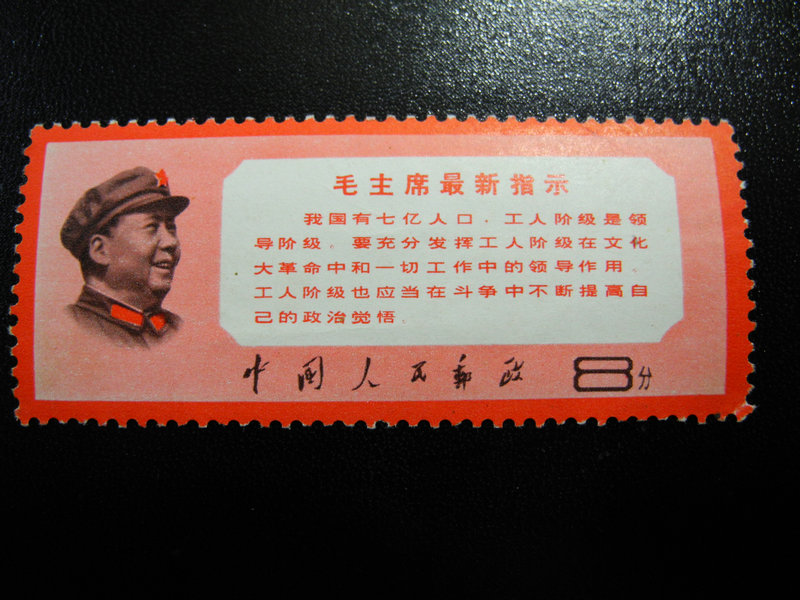 毛主席最新指示
我国有七亿人口，工人阶级是领
导阶级。要充分发挥工人阶级在文化
大革命中和一切工作中的领导作用。
工人阶级也应当在斗争中不断提高自
己的政治觉悟。
中国人民邮政 8分